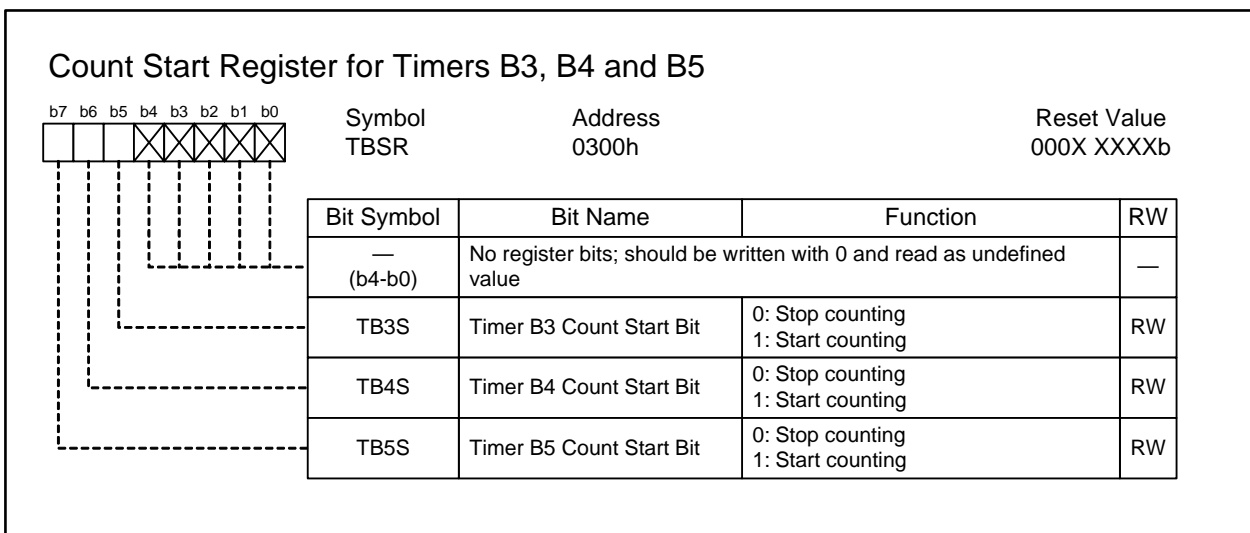 Count Start Register for Timers B3, B4 and B5
b7 b6 b5 b4 b3 b2 b1 b0
Symbol Address Reset Value
TBSR 0300h 000X XXXXb
Bit Symbol Bit Name Function RW
—
(b4-b0)
No register bits; should be written with 0 and read as undefined
value
—
TB3S Timer B3 Count Start Bit 0: Stop counting
1: Start counting
RW
TB4S Timer B4 Count Start Bit 0: Stop counting
1: Start counting
RW
TB5S Timer B5 Count Start Bit 0: Stop counting
1: Start counting
RW